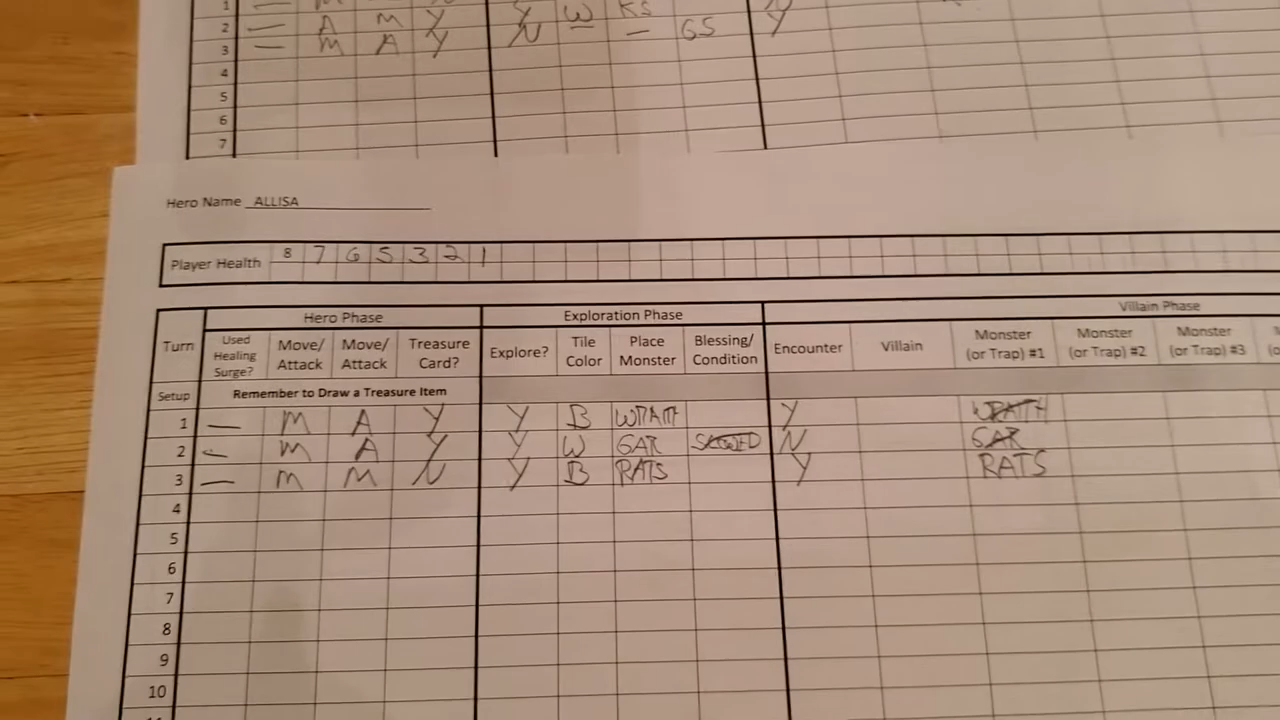 1 — M
2 — A M Y Y W KS N
3 — M A Y N — — GS Y
4
5
6
7
Hero Name ALLISA
Player Health 8 7 6 5 3 2 1
Hero Phase Exploration Phase Villain Phase
Turn Used Healing Surge? Move/ Attack Move/ Attack Treasure Card? Explore? Tile Color Place Monster Blessing/ Condition Encounter Villain Monster (or Trap) #1 Monster (or Trap) #2 Monster (or Trap) #3
Setup Remember to Draw a Treasure Item
1 — M A Y Y B WRAITH Y WRAITH
2 — M A Y Y W GAR SLOWED N GAR
3 — M M N Y B RATS Y RATS
4
5
6
7
8
9
10